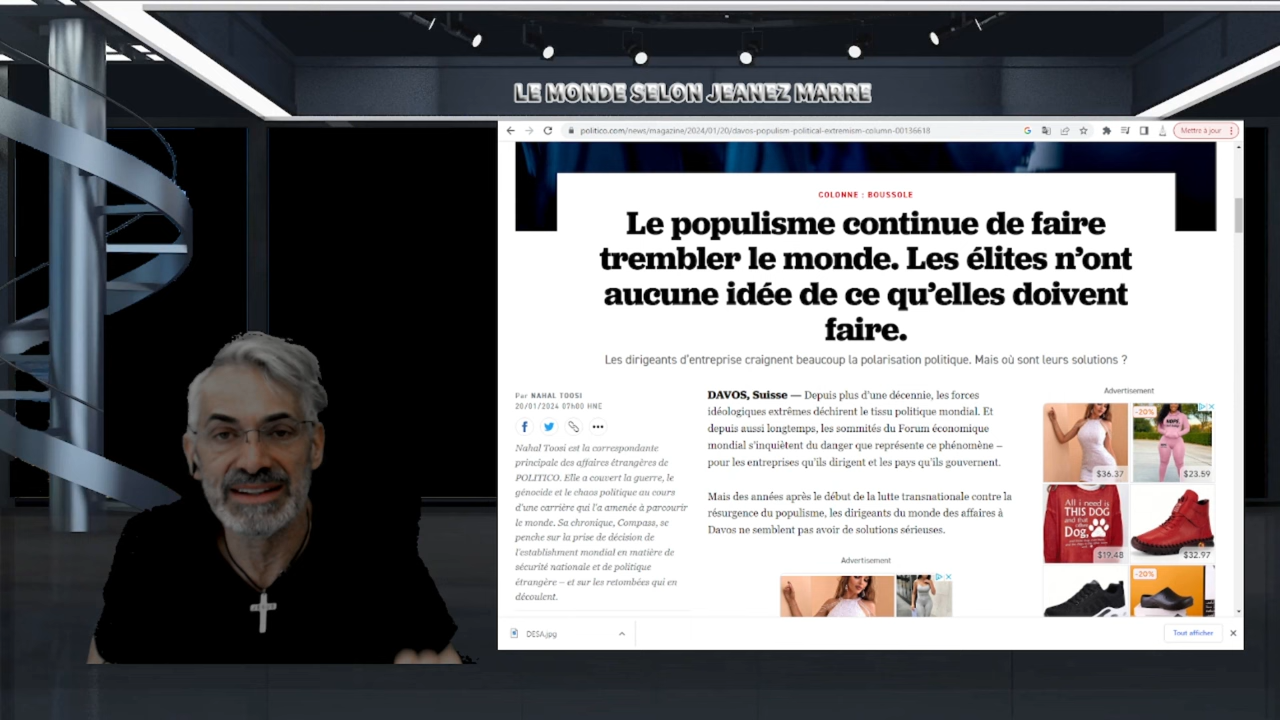 LE MONDE SELON JEANEZ MARRE
politico.com/news/magazine/2024/01/20/davos-populism-political-extremism-column-00136618
Mettre à jour
COLONNE : BOUSSOLE
Le populisme continue de faire
trembler le monde. Les élites n'ont
aucune idée de ce qu'elles doivent
faire.
Les dirigeants d'entreprise craignent beaucoup la polarisation politique. Mais où sont leurs solutions ?
Par NAHAL TOOSI
20/01/2024 07h00 HNE
Nahal Toosi est la correspondante
principale des affaires étrangères de
POLITICO. Elle a couvert la guerre, le
génocide et le chaos politique au cours
d'une carrière qui l'a amenée à parcourir
le monde. Sa chronique, Compass, se
penche sur la prise de décision de
l'establishment mondial en matière de
sécurité nationale et de politique
étrangère – et sur les retombées qui en
découlent.
DAVOS, Suisse — Depuis plus d'une décennie, les forces
idéologiques extrêmes déchirent le tissu politique mondial. Et
depuis aussi longtemps, les sommités du Forum économique
mondial s'inquiètent du danger que représente ce phénomène –
pour les entreprises qu'ils dirigent et les pays qu'ils gouvernent.
Mais des années après le début de la lutte transnationale contre la
résurgence du populisme, les dirigeants du monde des affaires à
Davos ne semblent pas avoir de solutions sérieuses.
Advertisement
Advertisement
$36.37
-20%
$23.59
All i need is
THIS DOG
and that
other
Dog,
$19.48
$32.97
-20%
DESA.jpg
Tout afficher